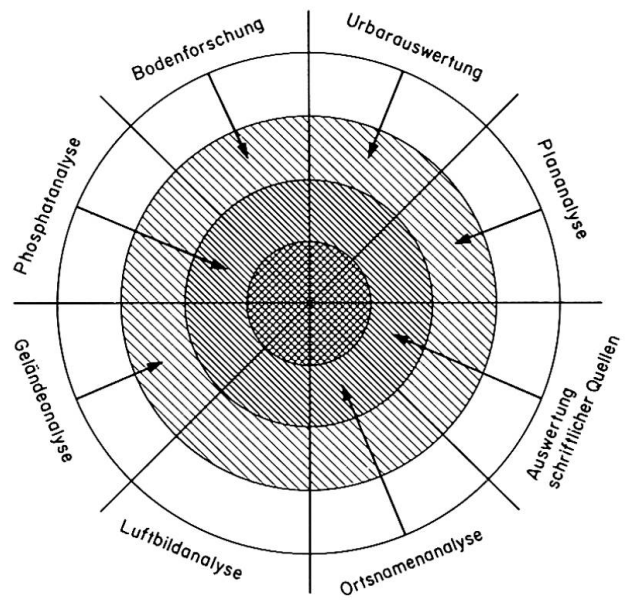 Bodenforschung
Urbarauswertung
Plananalyse
Auswertung
schriftlicher Quellen
Ortsnamenanalyse
Luftbildanalyse
Geländeanalyse
Phosphatanalyse